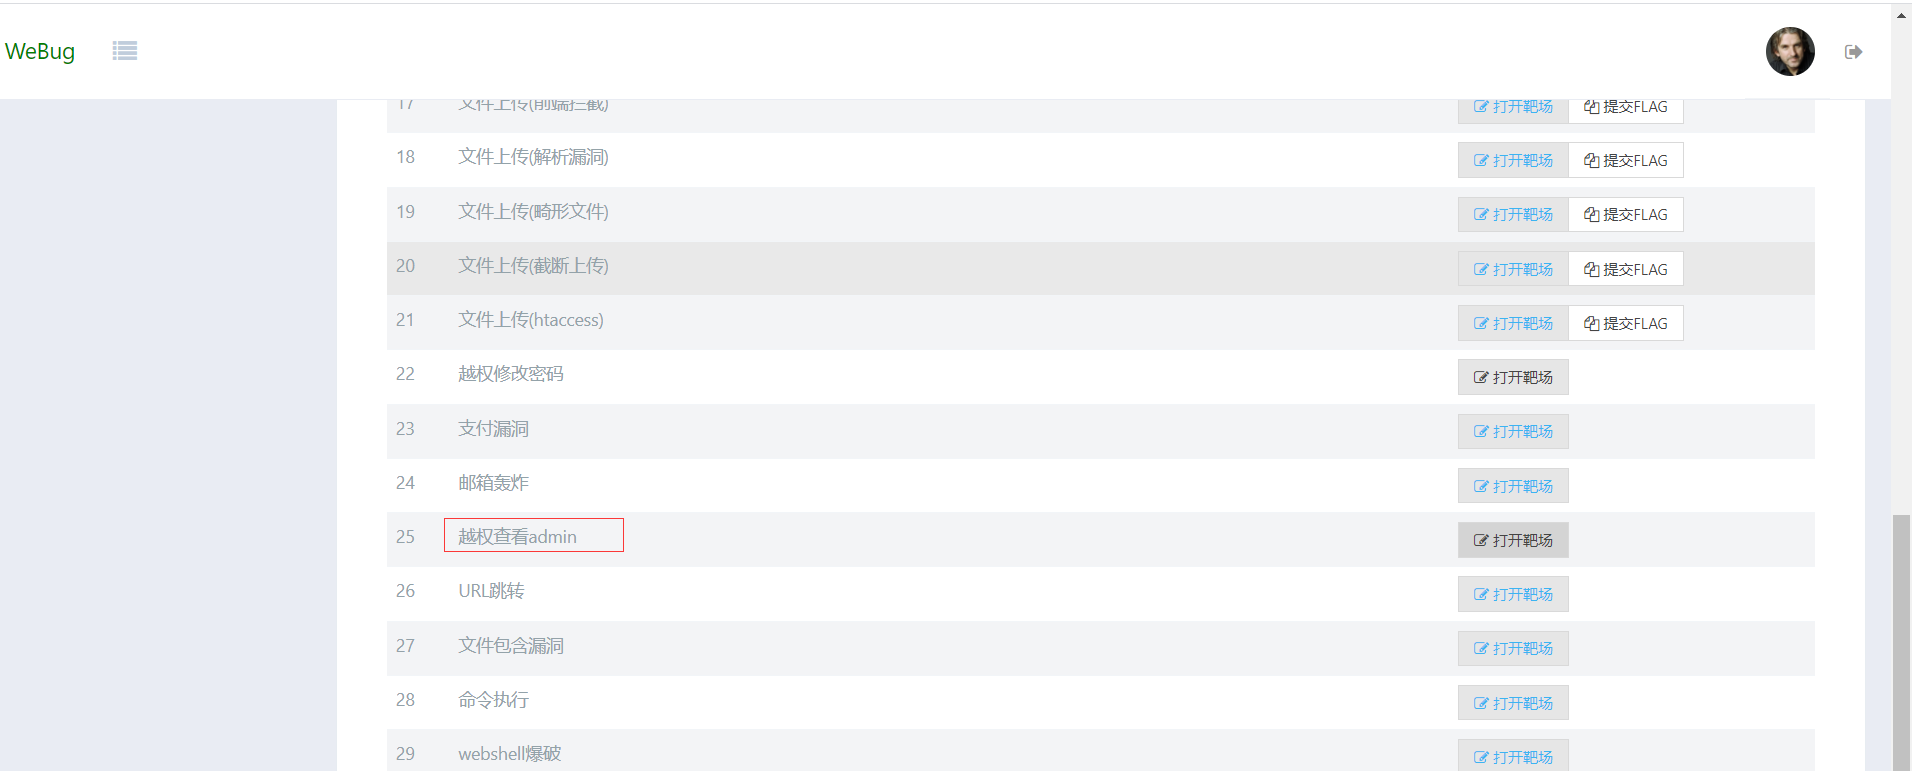 WeBug
17 文件上传(前端拦截) 打开靶场 提交FLAG
18 文件上传(解析漏洞) 打开靶场 提交FLAG
19 文件上传(畸形文件) 打开靶场 提交FLAG
20 文件上传(截断上传) 打开靶场 提交FLAG
21 文件上传(htaccess) 打开靶场 提交FLAG
22 越权修改密码 打开靶场
23 支付漏洞 打开靶场
24 邮箱轰炸 打开靶场
25 越权查看admin 打开靶场
26 URL跳转 打开靶场
27 文件包含漏洞 打开靶场
28 命令执行 打开靶场
29 webshell爆破 打开靶场